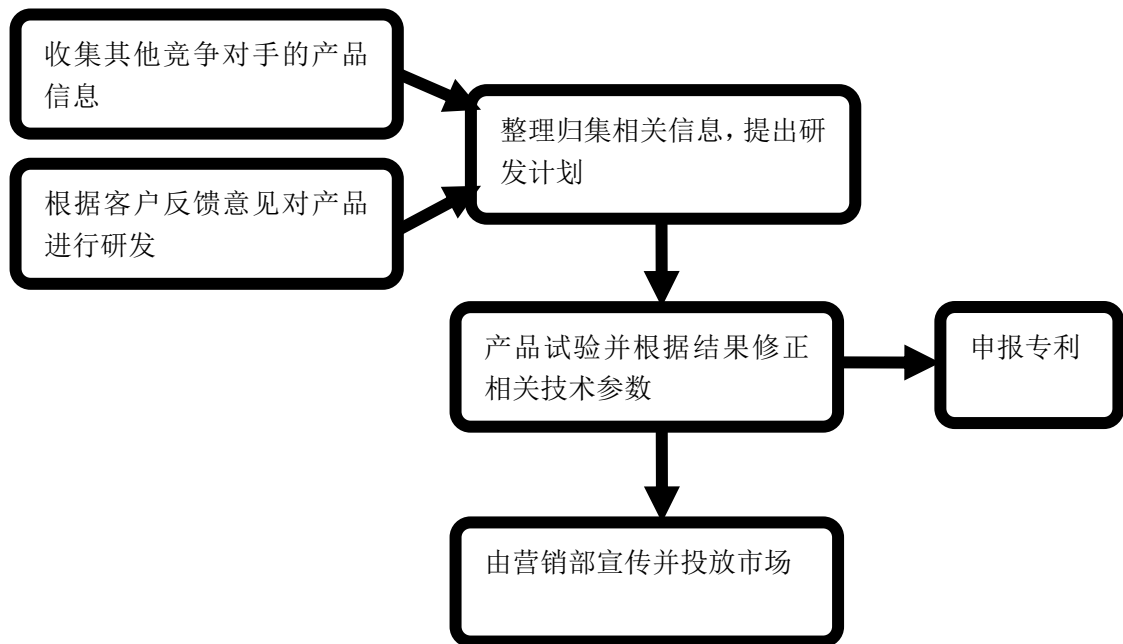 收集其他竞争对手的产品
信息
根据客户反馈意见对产品
进行研发
整理归集相关信息，提出研
发计划
产品试验并根据结果修正
相关技术参数
申报专利
由营销部宣传并投放市场